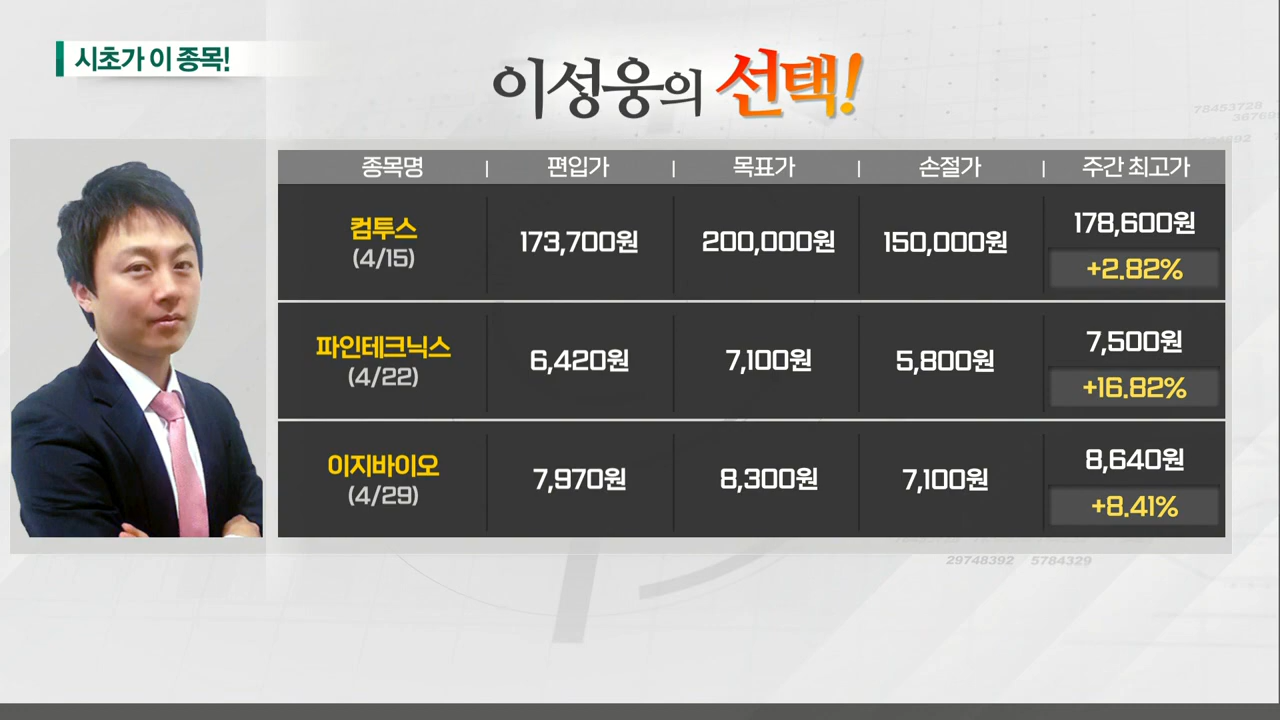 시초가 이 종목!
이성웅의 선택!
종목명 | 편입가 | 목표가 | 손절가 | 주간 최고가
컴투스
(4/15)
173,700원
200,000원
150,000원
178,600원
+2.82%
파인테크닉스
(4/22)
6,420원
7,100원
5,800원
7,500원
+16.82%
이지바이오
(4/29)
7,970원
8,300원
7,100원
8,640원
+8.41%
78453728
29748392 5784329